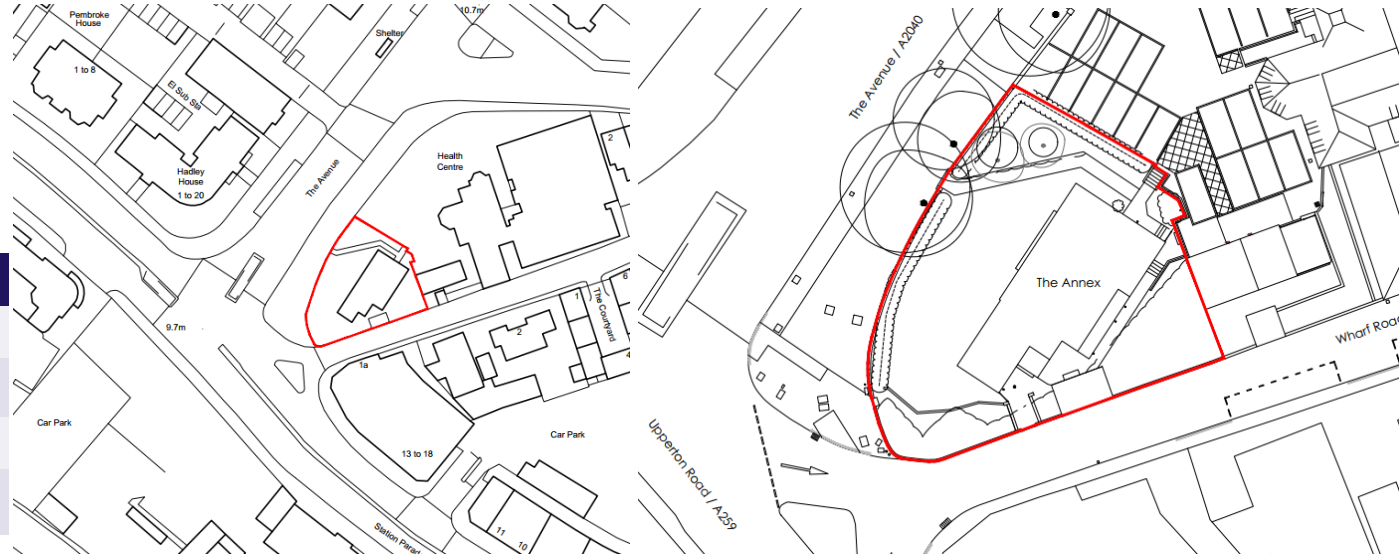 10.7m
Pembroke
House
1 to 8
Shelter
El Sub Sta
Hadley
House
1 to 20
The Avenue
Health
Centre
2
9.7m
1a
2
1
The Courtyard
6
4
Car Park
13 to 18
Car Park
Station Parad
11
10
The Avenue / A2040
The Annex
Wharf Road
Upperton Road / A259